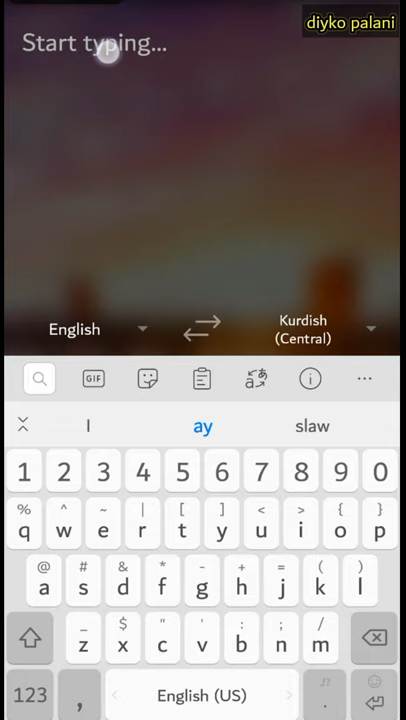 diyko palani
Start typing...
English
Kurdish
(Central)
GIF
I ay slaw
1 2 3 4 5 6 7 8 9 0
% ^ ~ | [ ] < > { }
q w e r t y u i o p
@ # & * - + = ( )
a s d f g h j k l
_ $ " ' : ; /
z x c v b n m
123 , English (US) .